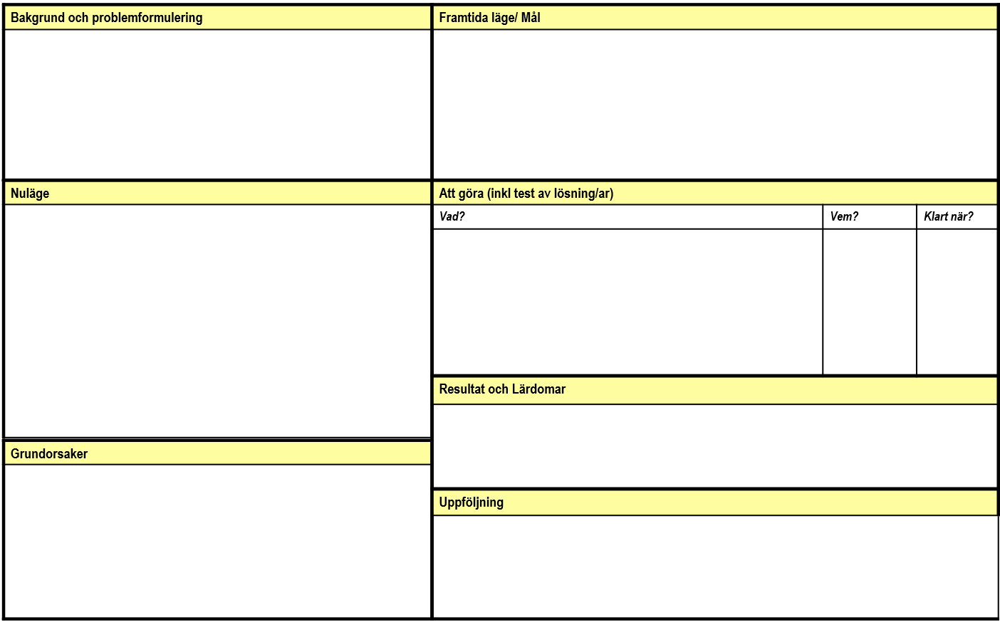 Bakgrund och problemformulering
Framtida läge/ Mål
Nuläge
Att göra (inkl test av lösning/ar)
Vad?
Vem?
Klart när?
Resultat och Lärdomar
Grundorsaker
Uppföljning